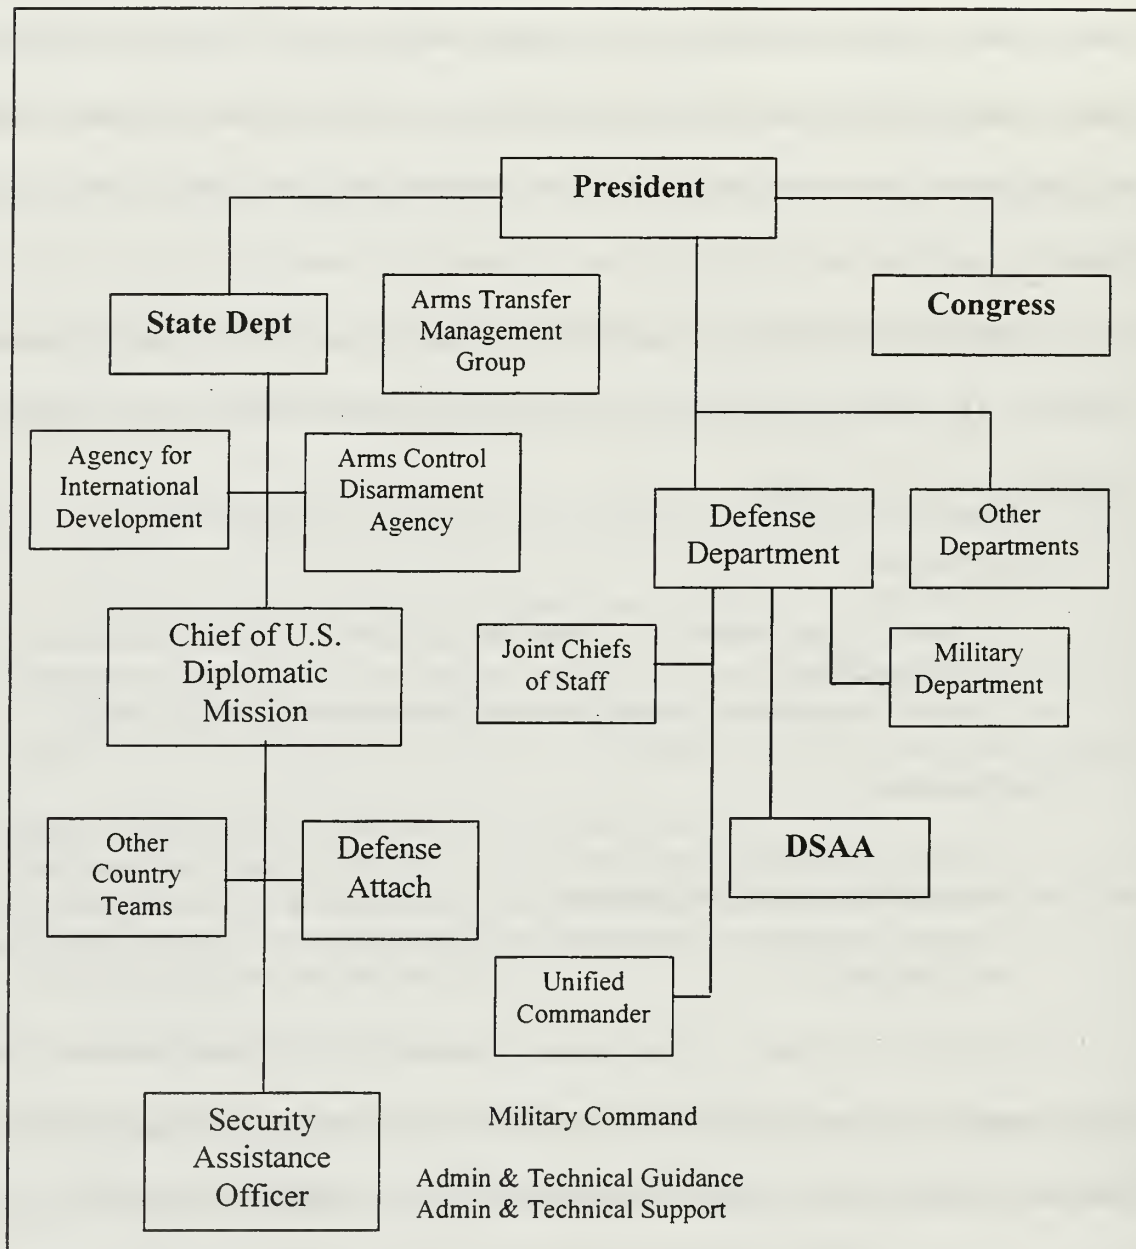 President
State Dept
Arms Transfer
Management
Group
Congress
Agency for
International
Development
Arms Control
Disarmament
Agency
Defense
Department
Other
Departments
Chief of U.S.
Diplomatic
Mission
Joint Chiefs
of Staff
Military
Department
Other
Country
Teams
Defense
Attach
DSAA
Unified
Commander
Security
Assistance
Officer
Military Command
Admin & Technical Guidance
Admin & Technical Support